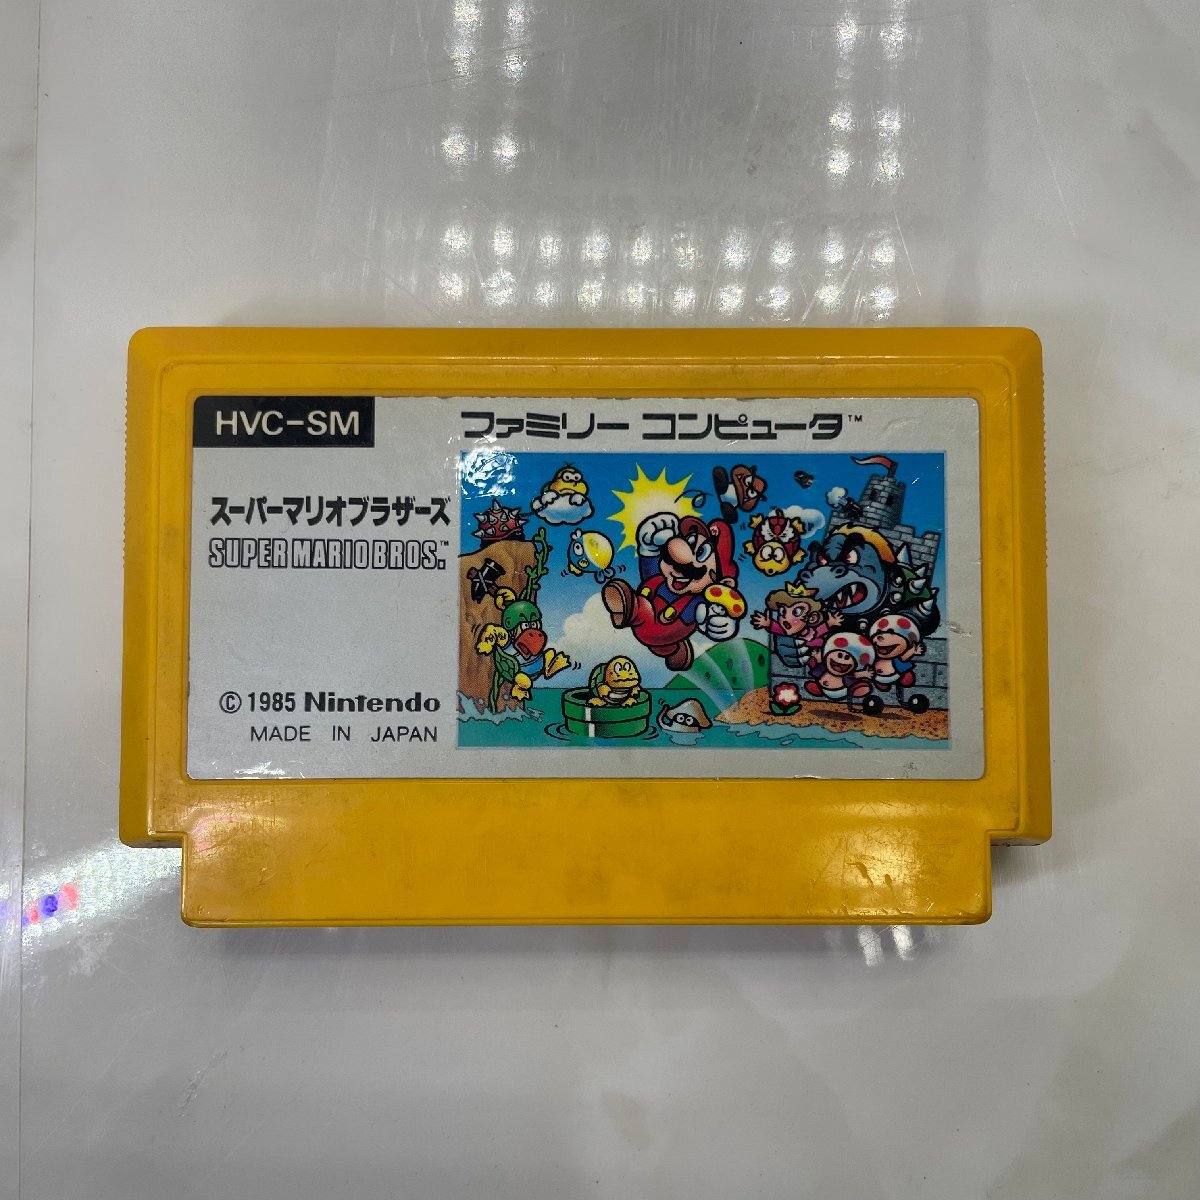 HVC-SM
ファミリー コンピュータ™
スーパーマリオブラザーズ
SUPER MARIO BROS.™
© 1985 Nintendo
MADE IN JAPAN